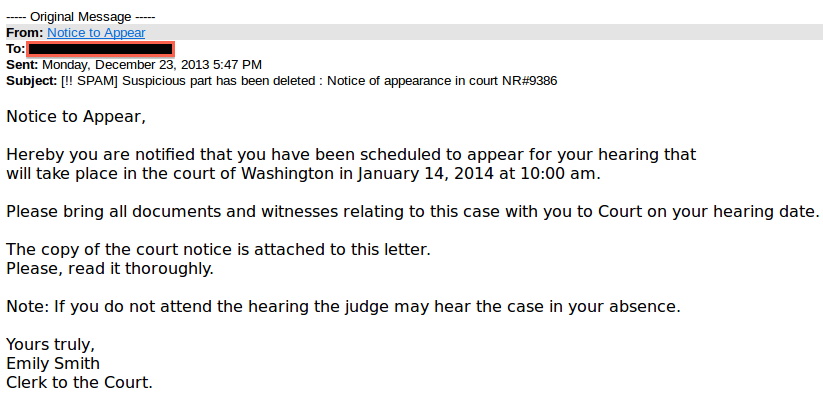 ----- Original Message -----
From: Notice to Appear
To:
Sent: Monday, December 23, 2013 5:47 PM
Subject: [!! SPAM] Suspicious part has been deleted : Notice of appearance in court NR#9386
Notice to Appear,
Hereby you are notified that you have been scheduled to appear for your hearing that
will take place in the court of Washington in January 14, 2014 at 10:00 am.
Please bring all documents and witnesses relating to this case with you to Court on your hearing date.
The copy of the court notice is attached to this letter.
Please, read it thoroughly.
Note: If you do not attend the hearing the judge may hear the case in your absence.
Yours truly,
Emily Smith
Clerk to the Court.